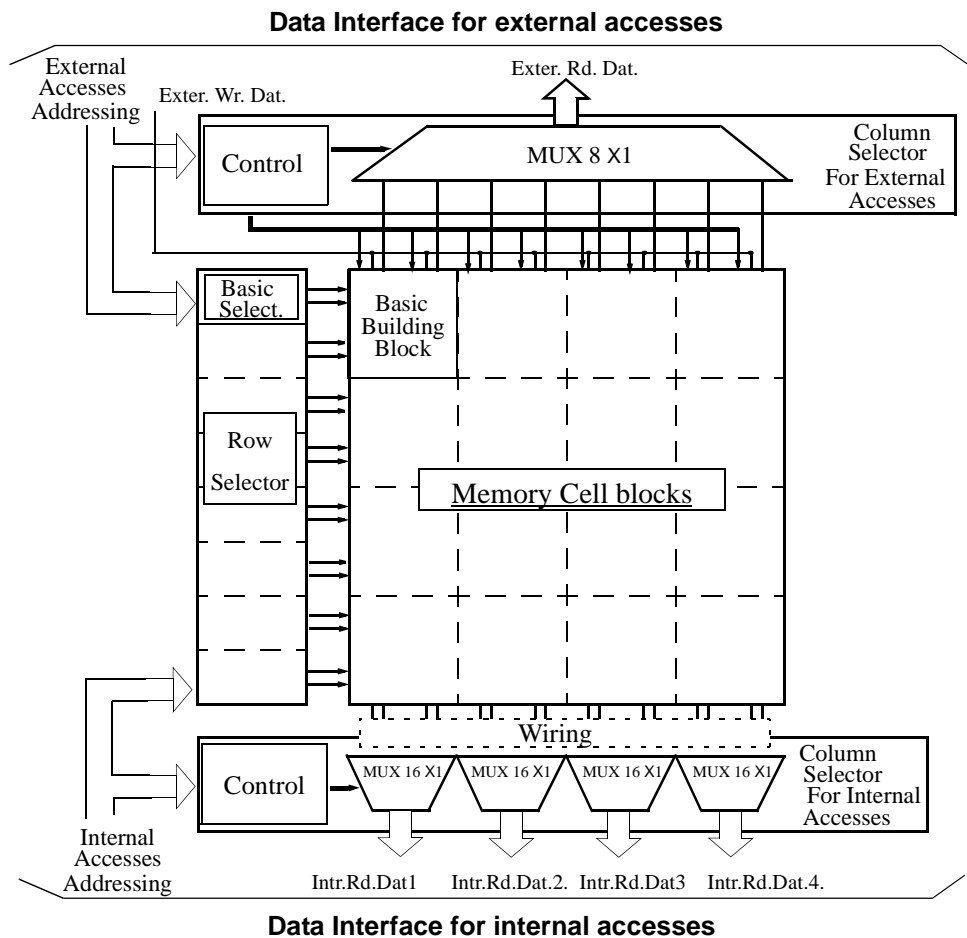 Data Interface for external accesses
External
Accesses
Addressing
Exter. Wr. Dat.
Exter. Rd. Dat.
Control
MUX 8 X1
Column
Selector
For External
Accesses
Basic
Select.
Basic
Building
Block
Row
Selector
Memory Cell blocks
Wiring
Control
MUX 16 X1
MUX 16 X1
MUX 16 X1
MUX 16 X1
Column
Selector
For Internal
Accesses
Internal
Accesses
Addressing
Intr.Rd.Dat1
Intr.Rd.Dat.2.
Intr.Rd.Dat3
Intr.Rd.Dat.4.
Data Interface for internal accesses